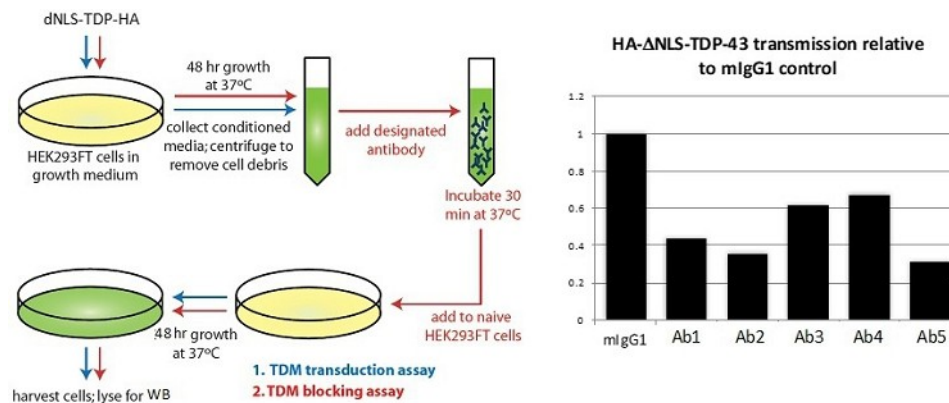 dNLS-TDP-HA
48 hr growth
at 37ºC
collect conditioned
media; centrifuge to
remove cell debris
HEK293FT cells in
growth medium
add designated
antibody
Incubate 30
min at 37ºC
add to naive
HEK293FT cells
48 hr growth
at 37ºC
harvest cells; lyse for WB
1. TDM transduction assay
2. TDM blocking assay
HA-ΔNLS-TDP-43 transmission relative
to mIgG1 control
1.2
1
0.8
0.6
0.4
0.2
0
mIgG1 Ab1 Ab2 Ab3 Ab4 Ab5